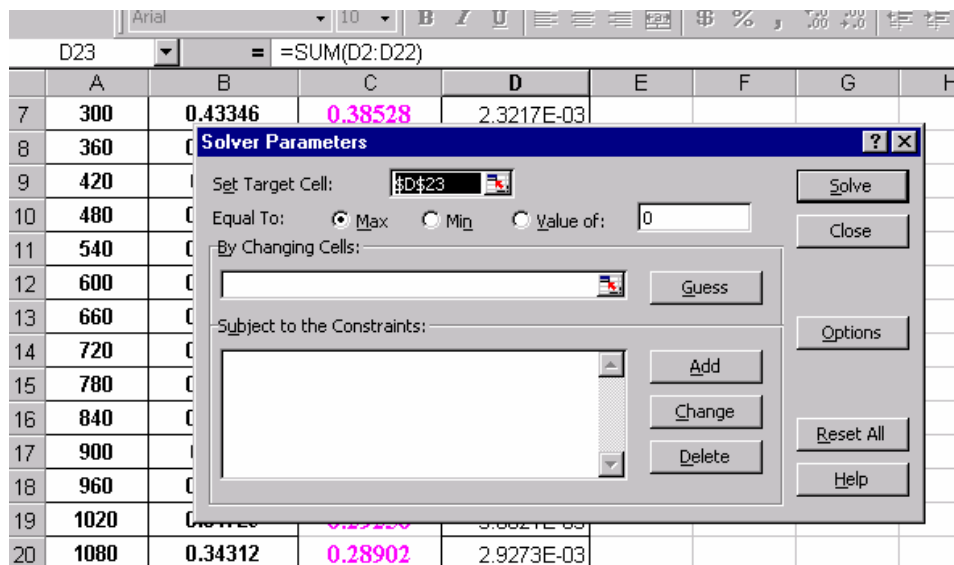 Arial 10 B I U $ % , .00 .00
D23 = =SUM(D2:D22)
A B C D E F G H
7 300 0.43346 0.38528 2.3217E-03
8 360
9 420
10 480
11 540
12 600
13 660
14 720
15 780
16 840
17 900
18 960
19 1020
20 1080 0.34312 0.28902 2.9273E-03
Solver Parameters ?
Set Target Cell: $D$23 Solve
Equal To: Max Min Value of: 0 Close
By Changing Cells:
Guess
Subject to the Constraints: Options
Add
Change Reset All
Delete Help